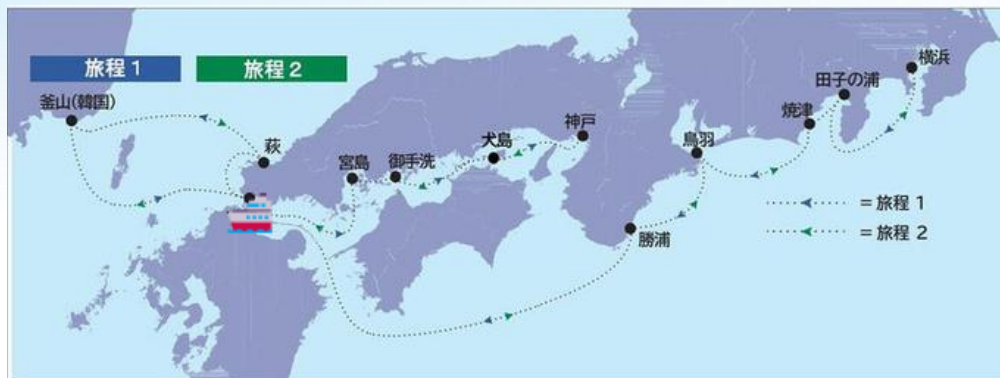 旅程1
旅程2
釜山(韓国)
萩
宮島
御手洗
犬島
神戸
鳥羽
勝浦
焼津
田子の浦
横浜
=旅程1
=旅程2